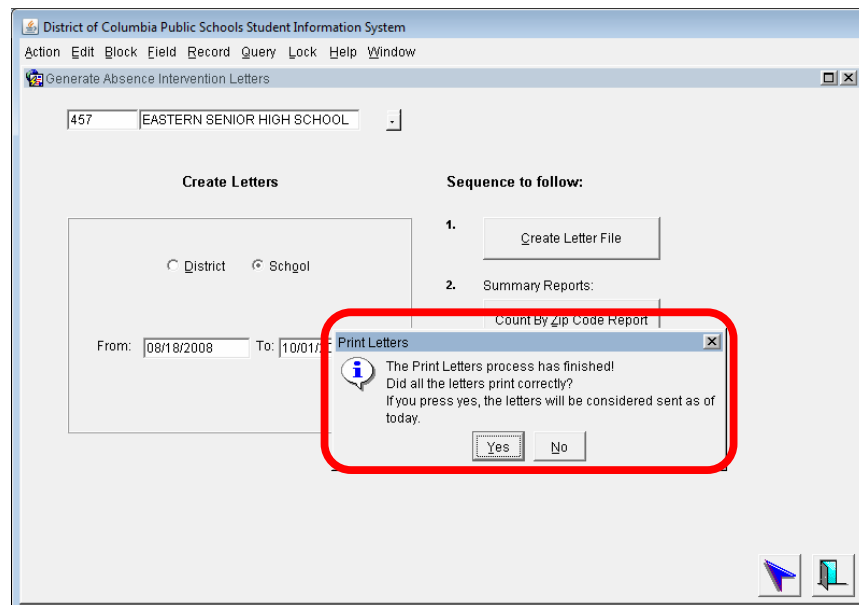 District of Columbia Public Schools Student Information System
Action Edit Block Field Record Query Lock Help Window
Generate Absence Intervention Letters
457 EASTERN SENIOR HIGH SCHOOL
Create Letters Sequence to follow:
1. Create Letter File
District School
2. Summary Reports:
Count By Zip Code Report
From: 08/18/2008 To: 10/01/2
Print Letters
The Print Letters process has finished!
Did all the letters print correctly?
If you press yes, the letters will be considered sent as of
today.
Yes No